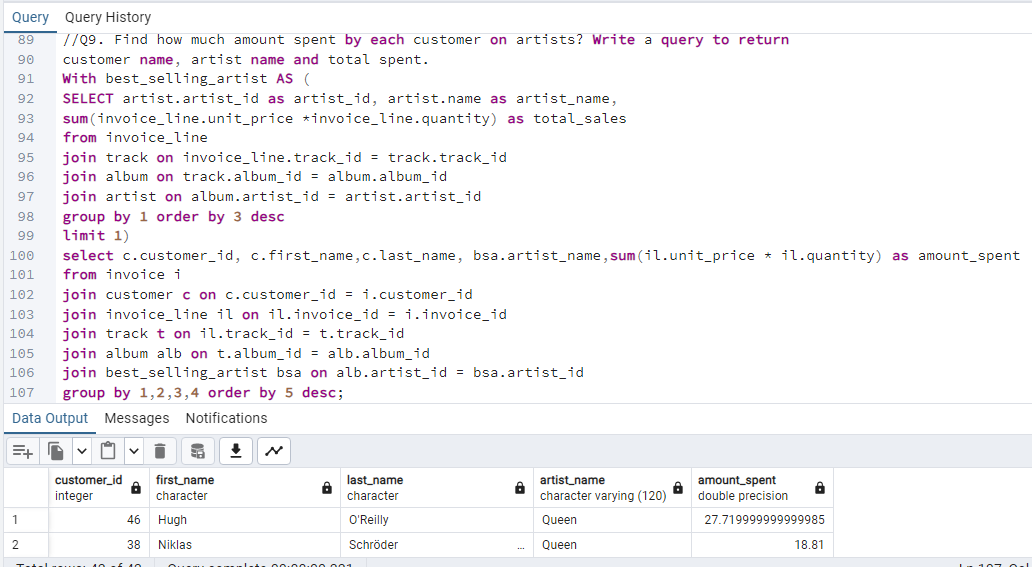 Query Query History
89 //Q9. Find how much amount spent by each customer on artists? Write a query to return
90 customer name, artist name and total spent.
91 With best_selling_artist AS (
92 SELECT artist.artist_id as artist_id, artist.name as artist_name,
93 sum(invoice_line.unit_price *invoice_line.quantity) as total_sales
94 from invoice_line
95 join track on invoice_line.track_id = track.track_id
96 join album on track.album_id = album.album_id
97 join artist on album.artist_id = artist.artist_id
98 group by 1 order by 3 desc
99 limit 1)
100 select c.customer_id, c.first_name,c.last_name, bsa.artist_name,sum(il.unit_price * il.quantity) as amount_spent
101 from invoice i
102 join customer c on c.customer_id = i.customer_id
103 join invoice_line il on il.invoice_id = i.invoice_id
104 join track t on il.track_id = t.track_id
105 join album alb on t.album_id = alb.album_id
106 join best_selling_artist bsa on alb.artist_id = bsa.artist_id
107 group by 1,2,3,4 order by 5 desc;
Data Output Messages Notifications
customer_id first_name last_name artist_name amount_spent
integer character character character varying (120) double precision
1 46 Hugh O'Reilly Queen 27.719999999999985
2 38 Niklas Schröder ... Queen 18.81